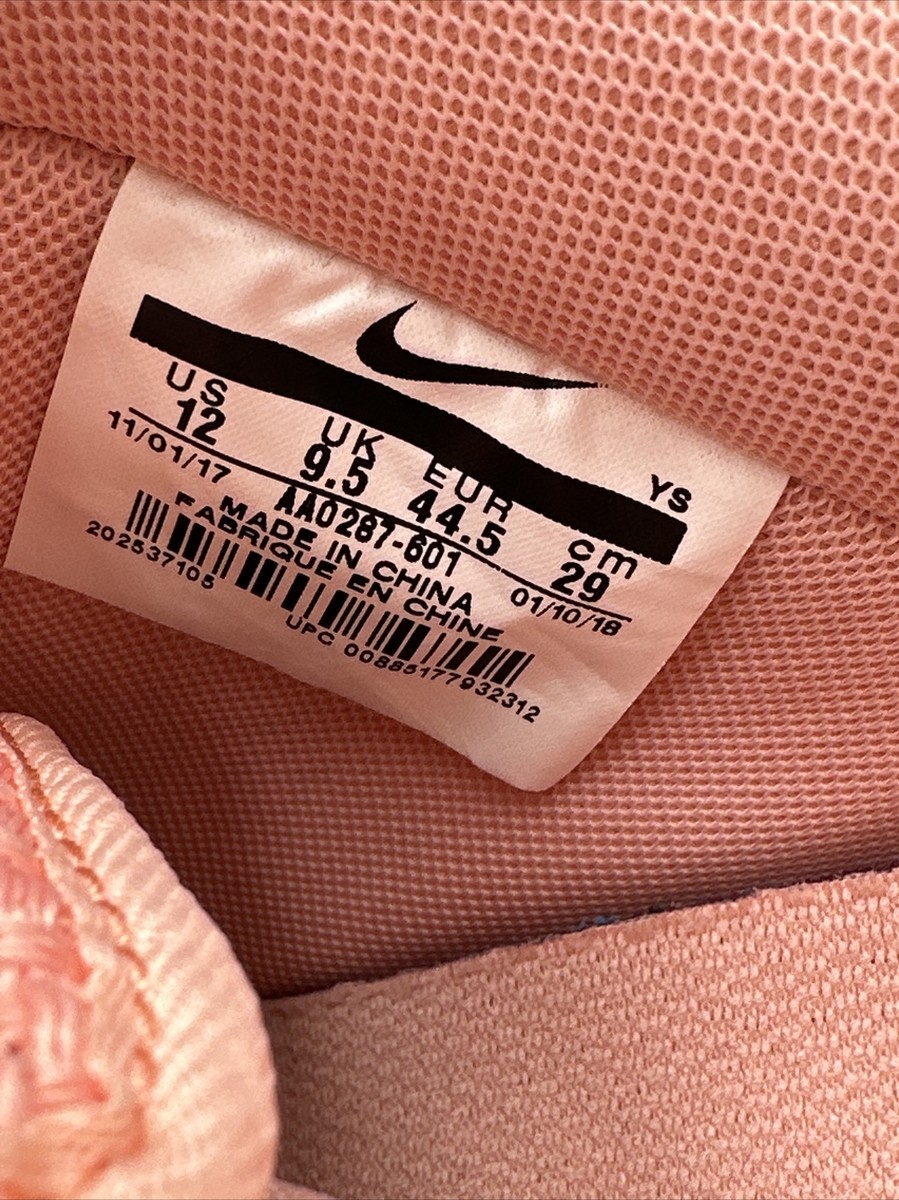 YS
US UK EUR cm
12 9.5 44.5 29
11/01/17 AA0287-601 01/10/18
MADE IN CHINA
FABRIQUE EN CHINE
202537105
UPC 00885177932312